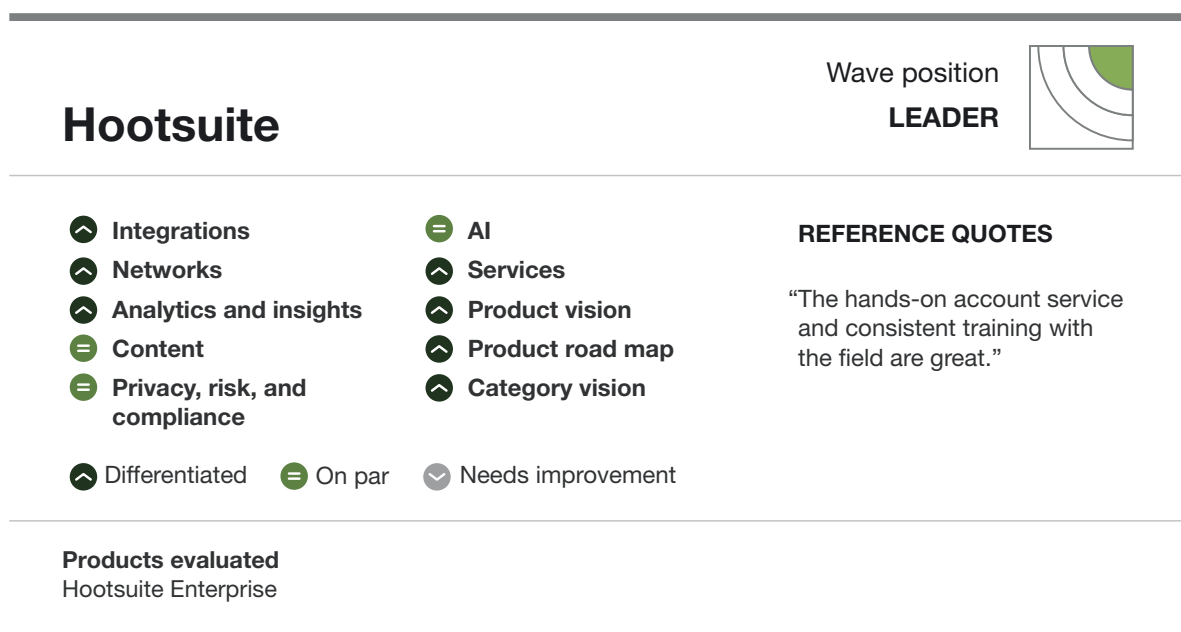 Wave position
LEADER
Hootsuite
Integrations
Networks
Analytics and insights
Content
Privacy, risk, and
compliance
AI
Services
Product vision
Product road map
Category vision
REFERENCE QUOTES
“The hands-on account service
and consistent training with
the field are great.”
Differentiated
On par
Needs improvement
Products evaluated
Hootsuite Enterprise